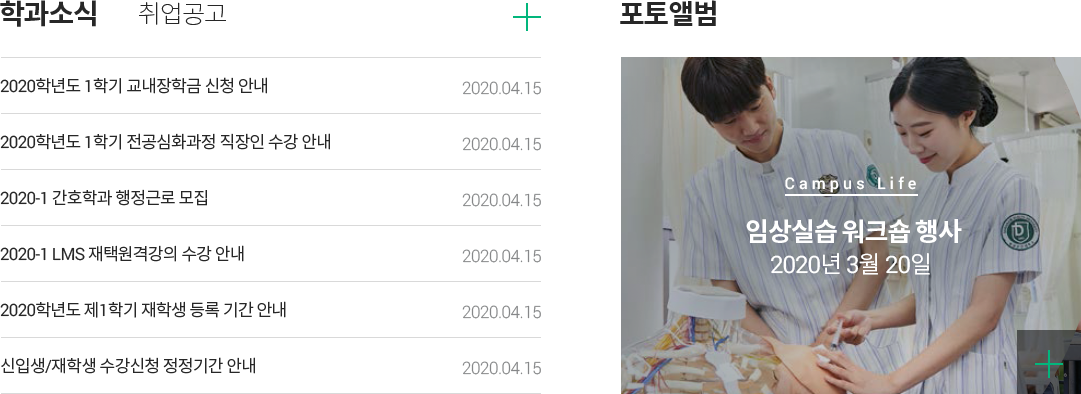 학과소식 취업공고
2020학년도 1학기 교내장학금 신청 안내 2020.04.15
2020학년도 1학기 전공심화과정 직장인 수강 안내 2020.04.15
2020-1 간호학과 행정근로 모집 2020.04.15
2020-1 LMS 재택원격강의 수강 안내 2020.04.15
2020학년도 제1학기 재학생 등록 기간 안내 2020.04.15
신입생/재학생 수강신청 정정기간 안내 2020.04.15
포토앨범
Campus Life
임상실습 워크숍 행사
2020년 3월 20일